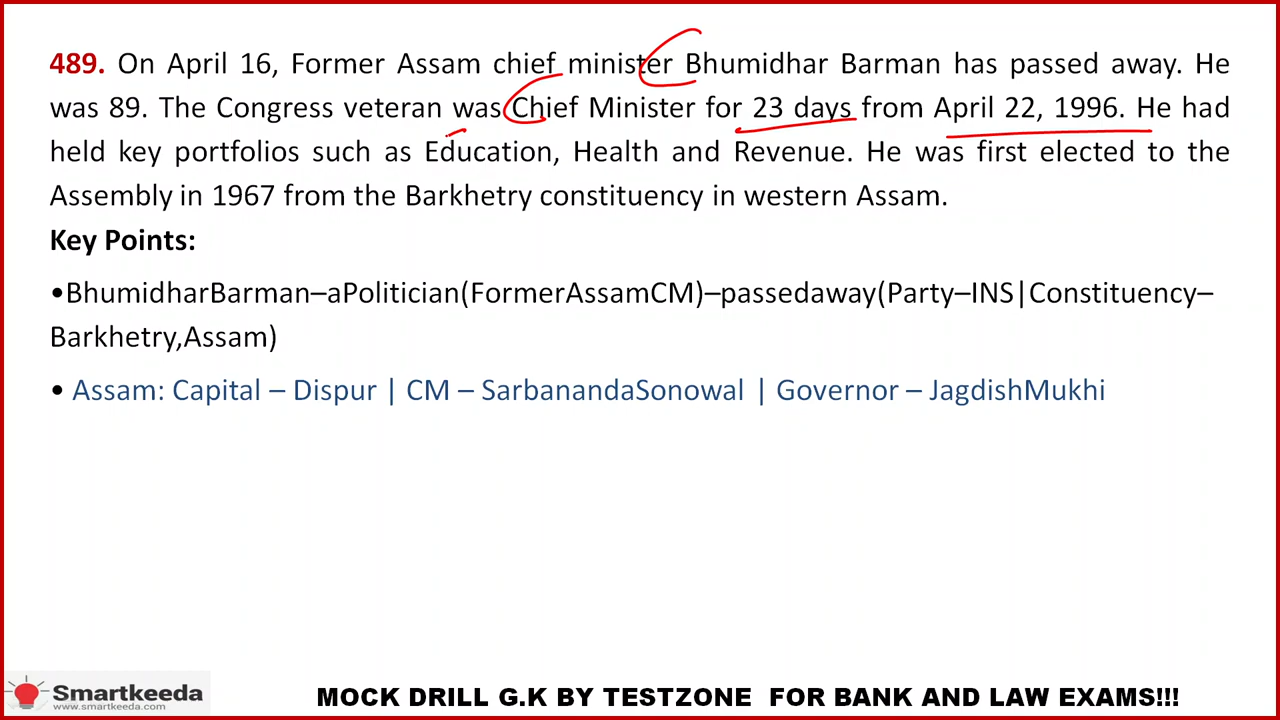 489. On April 16, Former Assam chief minister Bhumidhar Barman has passed away. He
was 89. The Congress veteran was Chief Minister for 23 days from April 22, 1996. He had
held key portfolios such as Education, Health and Revenue. He was first elected to the
Assembly in 1967 from the Barkhetry constituency in western Assam.
Key Points:
•BhumidharBarman–aPolitician(FormerAssamCM)–passedaway(Party–INS|Constituency–
Barkhetry,Assam)
• Assam: Capital – Dispur | CM – SarbanandaSonowal | Governor – JagdishMukhi
Smartkeeda
www.smartkeeda.com
MOCK DRILL G.K BY TESTZONE FOR BANK AND LAW EXAMS!!!